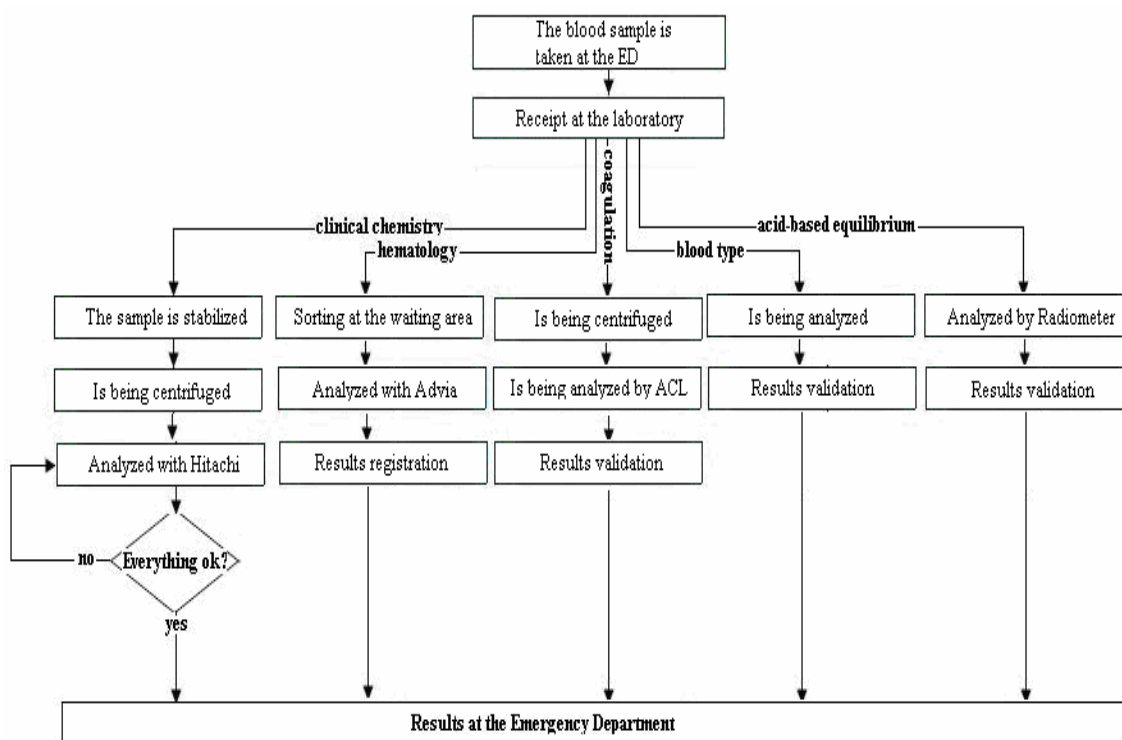 The blood sample is
taken at the ED
Receipt at the laboratory
coagulation
clinical chemistry
acid-based equilibrium
hematology
blood type
The sample is stabilized
Sorting at the waiting area
Is being centrifuged
Is being analyzed
Analyzed by Radiometer
Is being centrifuged
Analyzed with Advia
Is being analyzed by ACL
Results validation
Results validation
Analyzed with Hitachi
Results registration
Results validation
no
Everything ok?
yes
Results at the Emergency Department